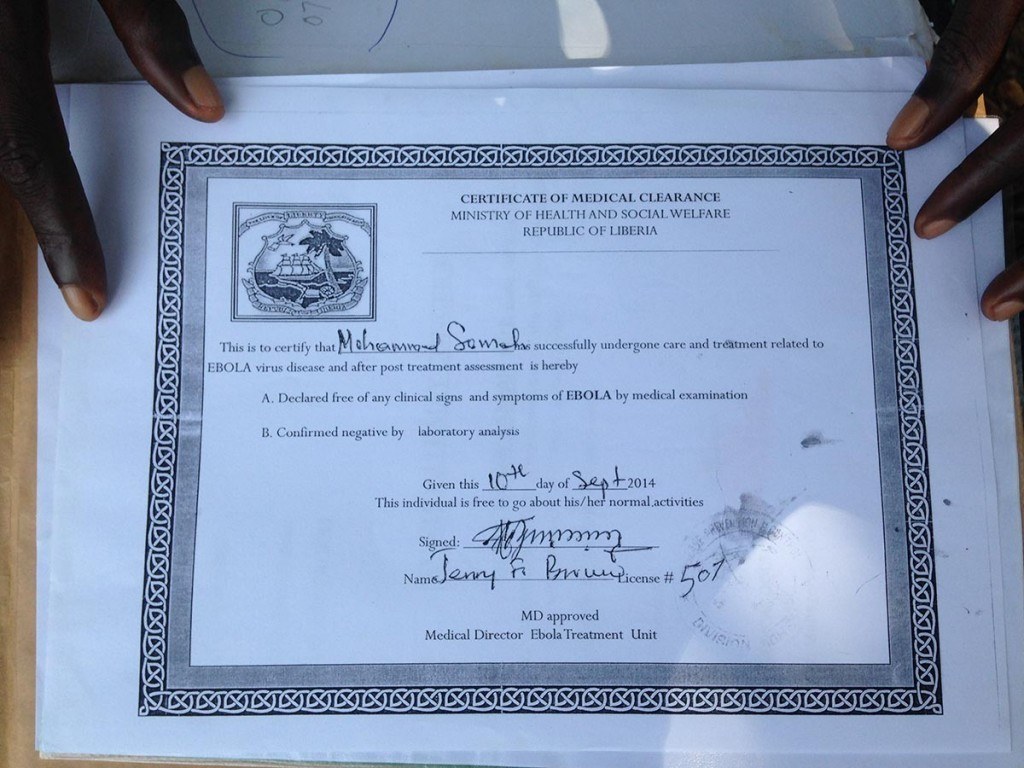 07
LIBERTY
CERTIFICATE OF MEDICAL CLEARANCE
MINISTRY OF HEALTH AND SOCIAL WELFARE
REPUBLIC OF LIBERIA
This is to certify that Mohammed has successfully undergone care and treatment related to
EBOLA virus disease and after post treatment assessment is hereby
A. Declared free of any clinical signs and symptoms of EBOLA by medical examination
B. Confirmed negative by laboratory analysis
Given this 10th day of Sept 2014
This individual is free to go about his/her normal activities
Signed:
Name Jerry F. Brown License # 507
MD approved
Medical Director Ebola Treatment Unit
DIVISION